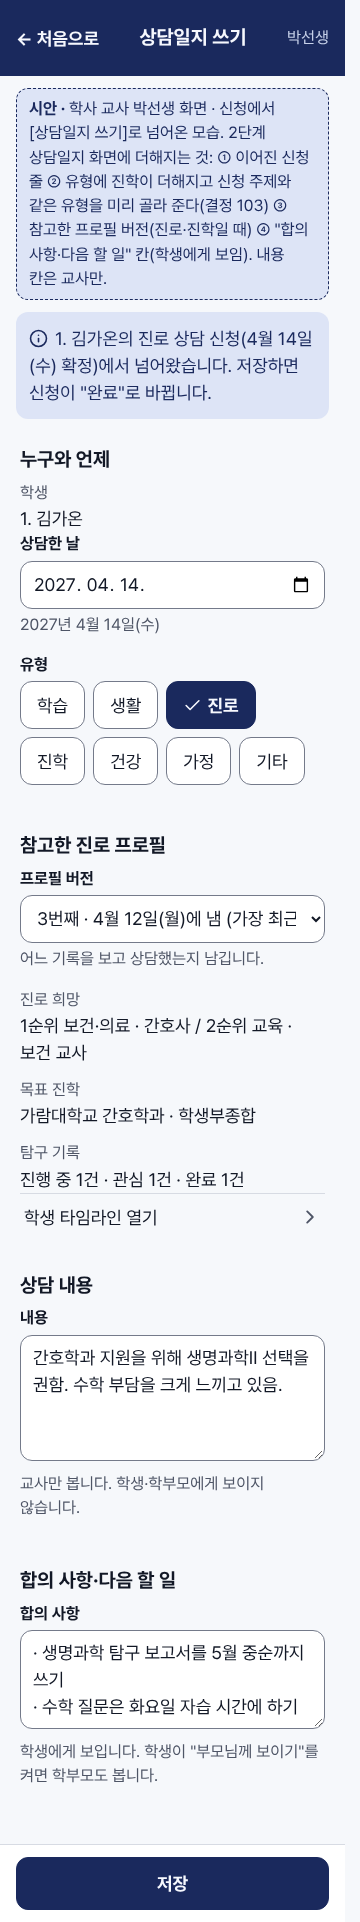 ← 처음으로
상담일지 쓰기
박선생
시안 · 학사 교사 박선생 화면 · 신청에서
[상담일지 쓰기]로 넘어온 모습. 2단계
상담일지 화면에 더해지는 것: ① 이어진 신청
줄 ② 유형에 진학이 더해지고 신청 주제와
같은 유형을 미리 골라 준다(결정 103) ③
참고한 프로필 버전(진로·진학일 때) ④ "합의
사항·다음 할 일" 칸(학생에게 보임). 내용
칸은 교사만.
1. 김가온의 진로 상담 신청(4월 14일
(수) 확정)에서 넘어왔습니다. 저장하면
신청이 "완료"로 바뀝니다.
누구와 언제
학생
1. 김가온
상담한 날
2027. 04. 14.
2027년 4월 14일(수)
유형
학습 생활 ✓ 진로
진학 건강 가정 기타
참고한 진로 프로필
프로필 버전
3번째 · 4월 12일(월)에 냄 (가장 최근
어느 기록을 보고 상담했는지 남깁니다.
진로 희망
1순위 보건·의료 · 간호사 / 2순위 교육 ·
보건 교사
목표 진학
가람대학교 간호학과 · 학생부종합
탐구 기록
진행 중 1건 · 관심 1건 · 완료 1건
학생 타임라인 열기
상담 내용
내용
간호학과 지원을 위해 생명과학Ⅱ 선택을
권함. 수학 부담을 크게 느끼고 있음.
교사만 봅니다. 학생·학부모에게 보이지
않습니다.
합의 사항·다음 할 일
합의 사항
· 생명과학 탐구 보고서를 5월 중순까지
쓰기
· 수학 질문은 화요일 자습 시간에 하기
학생에게 보입니다. 학생이 "부모님께 보이기"를
켜면 학부모도 봅니다.
저장